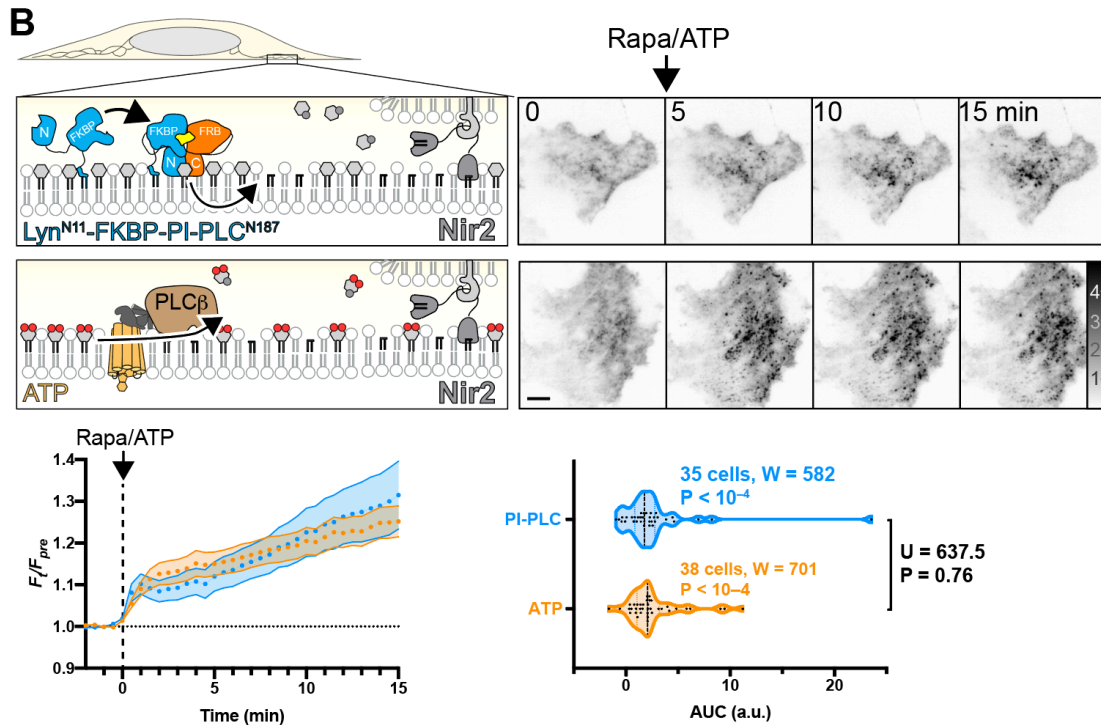 B
Rapa/ATP
0
5
10
15 min
N
FKBP
FKBP
FRB
N
C
Lyn^N11-FKBP-PI-PLC^N187
Nir2
PLCβ
ATP
Nir2
4
3
2
1
Rapa/ATP
1.4
1.3
1.2
1.1
1.0
0.9
Ft/Fpre
0
5
10
15
Time (min)
35 cells, W = 582
P < 10⁻⁴
PI-PLC
38 cells, W = 701
P < 10–4
ATP
U = 637.5
P = 0.76
0
10
20
AUC (a.u.)